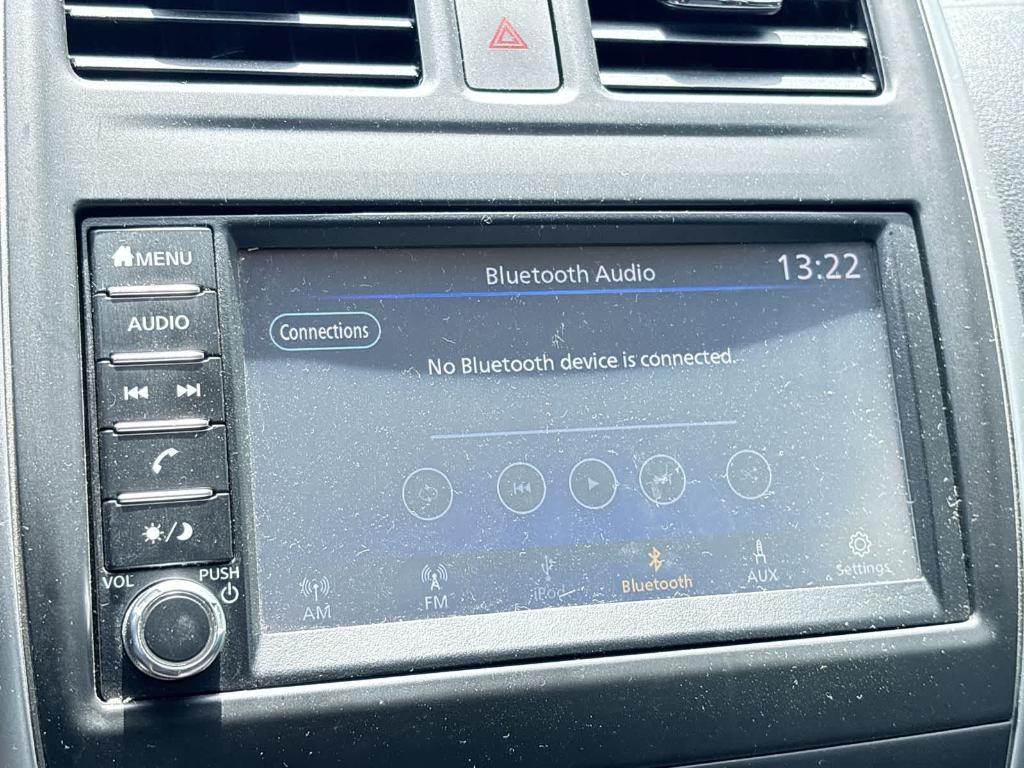 MENU
AUDIO
VOL
PUSH
Bluetooth Audio
13:22
Connections
No Bluetooth device is connected.
AM
FM
iPod
Bluetooth
AUX
Settings